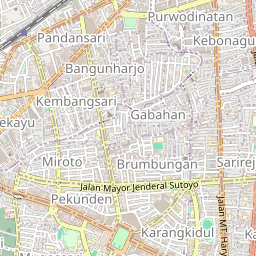 Purwodinatan
Pandansari
Kebonagu
Bangunharjo
Kembangsari
Gabahan
ekayu
Miroto
Brumbungan
Sarirej
Jalan Mayor Jenderal Sutoyo
Pekunden
Jalan MT. Hary
Karangkidul